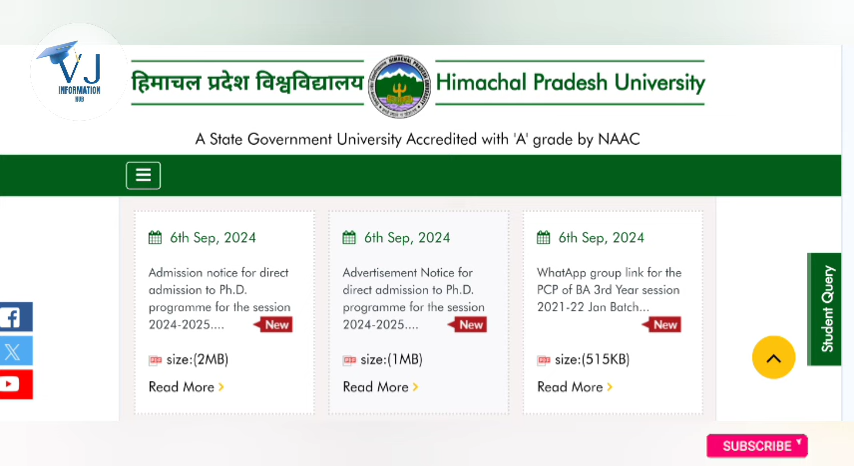 VJ
INFORMATION
HUB
हिमाचल प्रदेश विश्वविद्यालय
HIMACHAL PRADESH UNIVERSITY
Himachal Pradesh University
A State Government University Accredited with 'A' grade by NAAC
6th Sep, 2024
Admission notice for direct
admission to Ph.D.
programme for the session
2024-2025....
New
size:(2MB)
Read More
6th Sep, 2024
Advertisement Notice for
direct admission to Ph.D.
programme for the session
2024-2025....
New
size:(1MB)
Read More
6th Sep, 2024
WhatApp group link for the
PCP of BA 3rd Year session
2021-22 Jan Batch...
New
size:(515KB)
Read More
Student Query
SUBSCRIBE